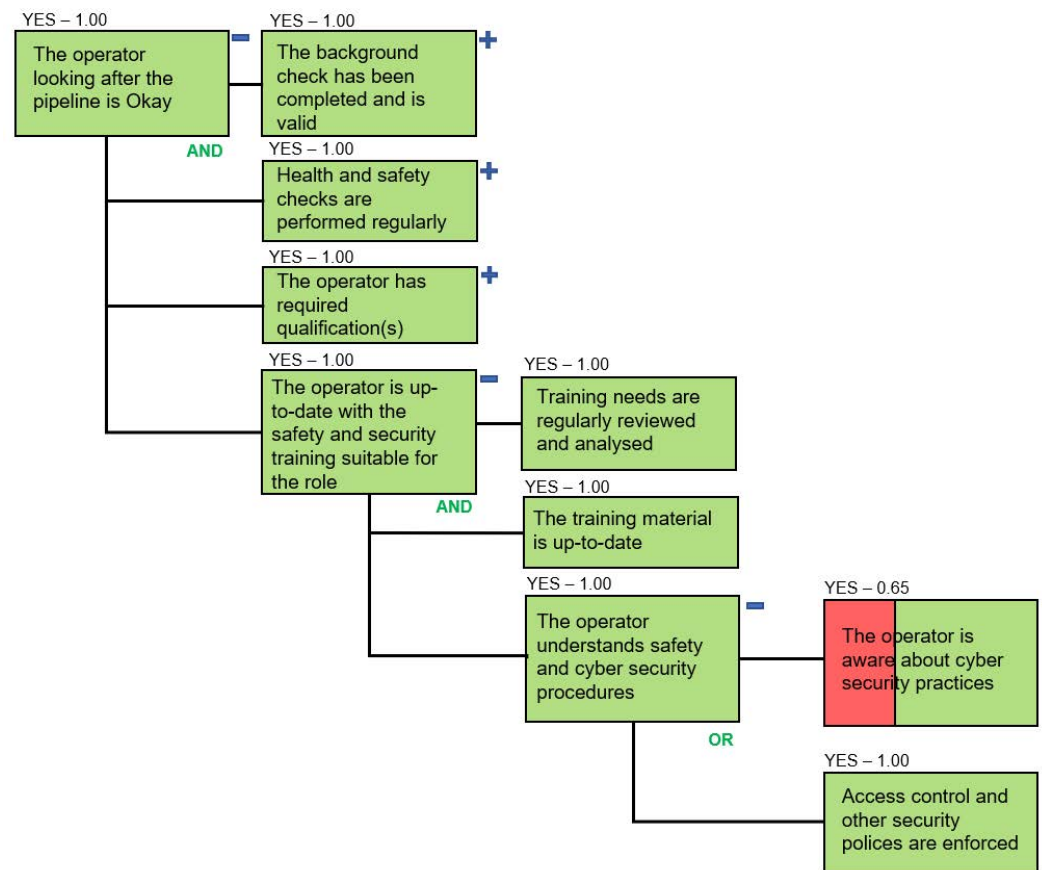 YES – 1.00
The operator
looking after the
pipeline is Okay
AND
YES – 1.00
The background
check has been
completed and is
valid
YES – 1.00
Health and safety
checks are
performed regularly
YES – 1.00
The operator has
required
qualification(s)
YES – 1.00
The operator is up-
to-date with the
safety and security
training suitable for
the role
AND
YES – 1.00
Training needs are
regularly reviewed
and analysed
YES – 1.00
The training material
is up-to-date
YES – 1.00
The operator
understands safety
and cyber security
procedures
OR
YES – 0.65
The operator is
aware about cyber
security practices
YES – 1.00
Access control and
other security
polices are enforced